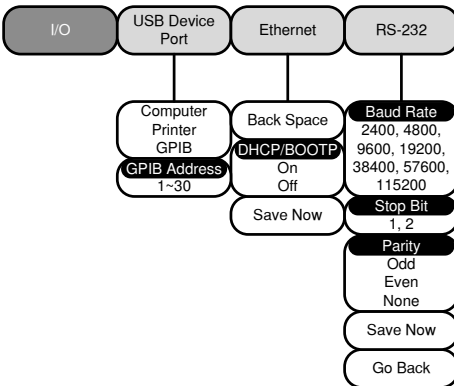 I/O
USB Device
Port
Ethernet
RS-232
Computer
Printer
GPIB
GPIB Address
1~30
Back Space
DHCP/BOOTP
On
Off
Save Now
Baud Rate
2400, 4800,
9600, 19200,
38400, 57600,
115200
Stop Bit
1, 2
Parity
Odd
Even
None
Save Now
Go Back